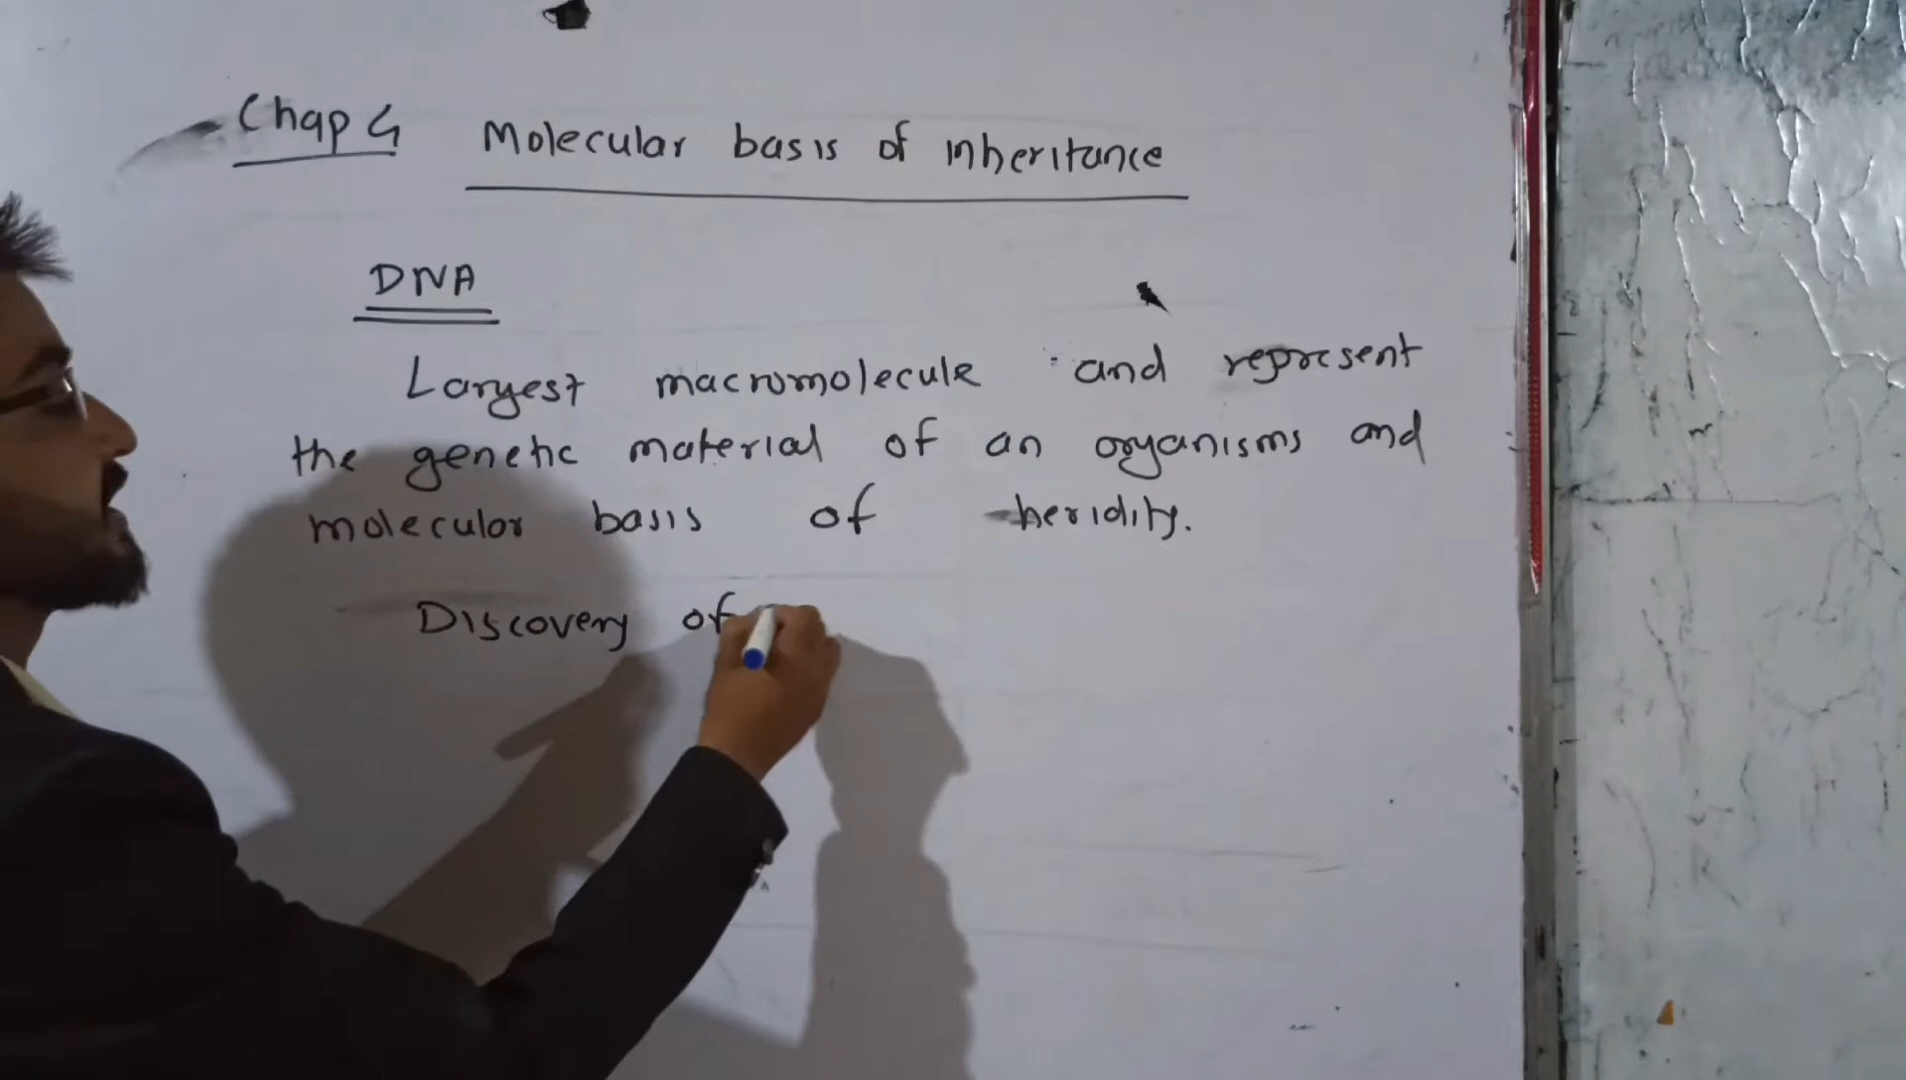 Chap 4 Molecular basis of inheritance
DNA
Largest macromolecule and represent
the genetic material of an organisms and
molecular basis of heridity.
Discovery of